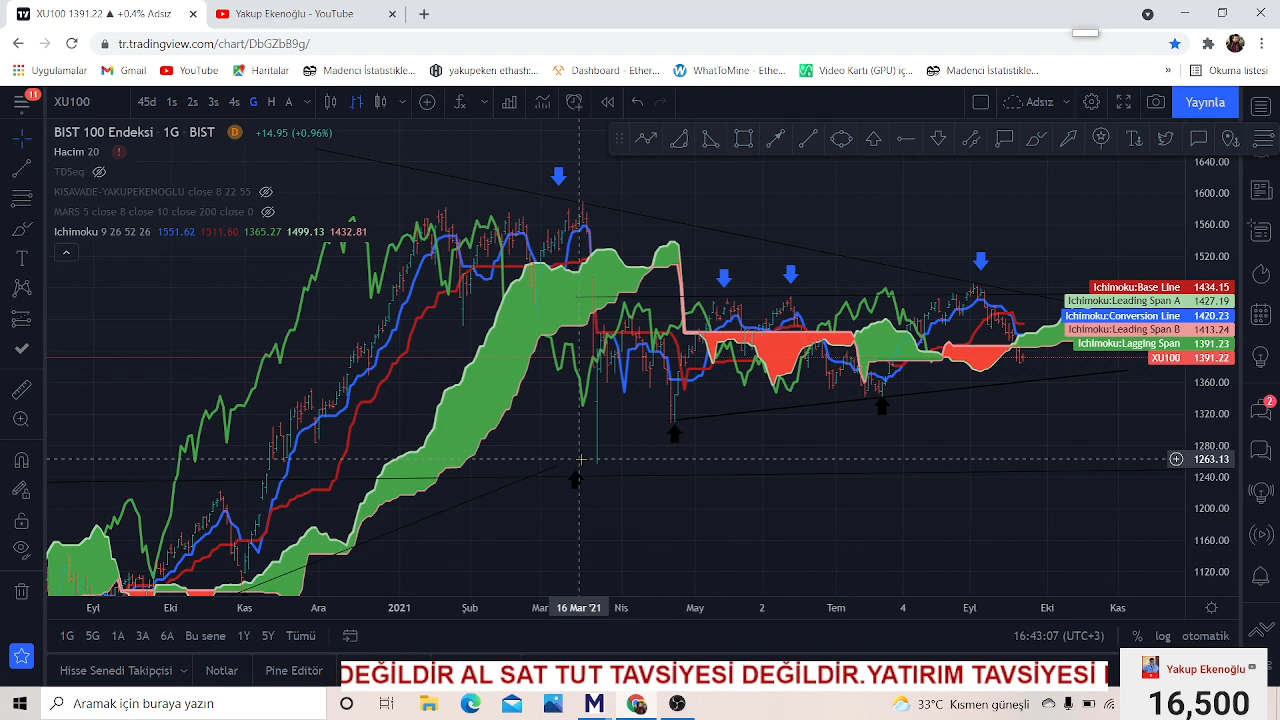 XU100 1391.22 ▲ +0.4% Adsız
Yakup Ekenoğlu - YouTube
tr.tradingview.com/chart/DbGZbB9g/
Uygulamalar
Gmail
YouTube
Haritalar
Madenci İstatistikle...
yakupethermine
Dashboard - Ether...
WhatToMine - Ethe...
Video Kartı (GPU) iç...
Madenci İstatistikle...
»
Okuma listesi
11
XU100
45d 1s 2s 3s 4s G H A
Adsız
Yayınla
BIST 100 Endeksi · 1G · BIST D +14.95 (+0.96%)
Hacim 20
TDSeq
KISAVADE-YAKUPEKENOGLU close 8 22 55
MARS 5 close 8 close 10 close 200 close 0
Ichimoku 9 26 52 26 1551.62 1511.60 1365.27 1499.13 1432.81
1640.00
1600.00
1560.00
1520.00
Ichimoku:Base Line 1434.15
Ichimoku:Leading Span A 1427.19
Ichimoku:Conversion Line 1420.23
Ichimoku:Leading Span B 1413.24
Ichimoku:Lagging Span 1391.23
XU100 1391.22
1360.00
1320.00
1280.00
1263.13
1240.00
1200.00
1160.00
1120.00
2
Eyl Eki Kas Ara 2021 Şub Mar 16 Mar '21 Nis May 2 Tem 4 Eyl Eki Kas
1G 5G 1A 3A 6A Bu sene 1Y 5Y Tümü
16:43:07 (UTC+3) % log otomatik
Hisse Senedi Takipçisi
Notlar
Pine Editör
DEĞİLDİR AL SAT TUT TAVSİYESİ DEĞİLDİR.YATIRIM TAVSİYESİ
Yakup Ekenoğlu
16,500
Aramak için buraya yazın
33°C Kısmen güneşli